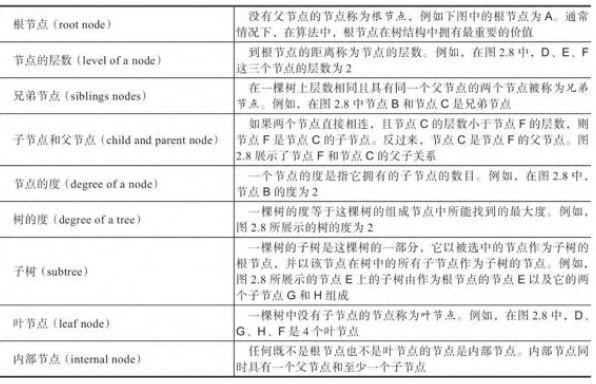 根节点（root node）
没有父节点的节点称为根节点，例如下图中的根节点为 A。通常
情况下，在算法中，根节点在树结构中拥有最重要的价值
节点的层数（level of a node）
到根节点的距离称为节点的层数。例如，在图 2.8 中，D、E、F
这三个节点的层数为 2
兄弟节点（siblings nodes）
在一棵树上层数相同且具有同一个父节点的两个节点被称为兄弟
节点。例如，在图 2.8 中节点 B 和节点 C 是兄弟节点
子节点和父节点（child and parent node）
如果两个节点直接相连，且节点 C 的层数小于节点 F 的层数，则
节点 F 是节点 C 的子节点。反过来，节点 C 是节点 F 的父节点。图
2.8 展示了节点 F 和节点 C 的父子关系
节点的度（degree of a node）
一个节点的度是指它拥有的子节点的数目。例如，在图 2.8 中，
节点 B 的度为 2
树的度（degree of a tree）
一棵树的度等于这棵树的组成节点中所能找到的最大度。例如，
图 2.8 所展示的树的度为 2
子树（subtree）
一棵树的子树是这棵树的一部分，它以被选中的节点作为子树的
根节点，并以该节点在树中的所有子节点作为子树的节点。例如，
图 2.8 所展示的节点 E 上的子树由作为根节点的节点 E 以及它的两
个子节点 G 和 H 组成
叶节点（leaf node）
一棵树中没有子节点的节点称为叶节点。例如，在图 2.8 中，D、
G、H、F 是 4 个叶节点
内部节点（internal node）
任何既不是根节点也不是叶节点的节点是内部节点。内部节点同
时具有一个父节点和至少一个子节点